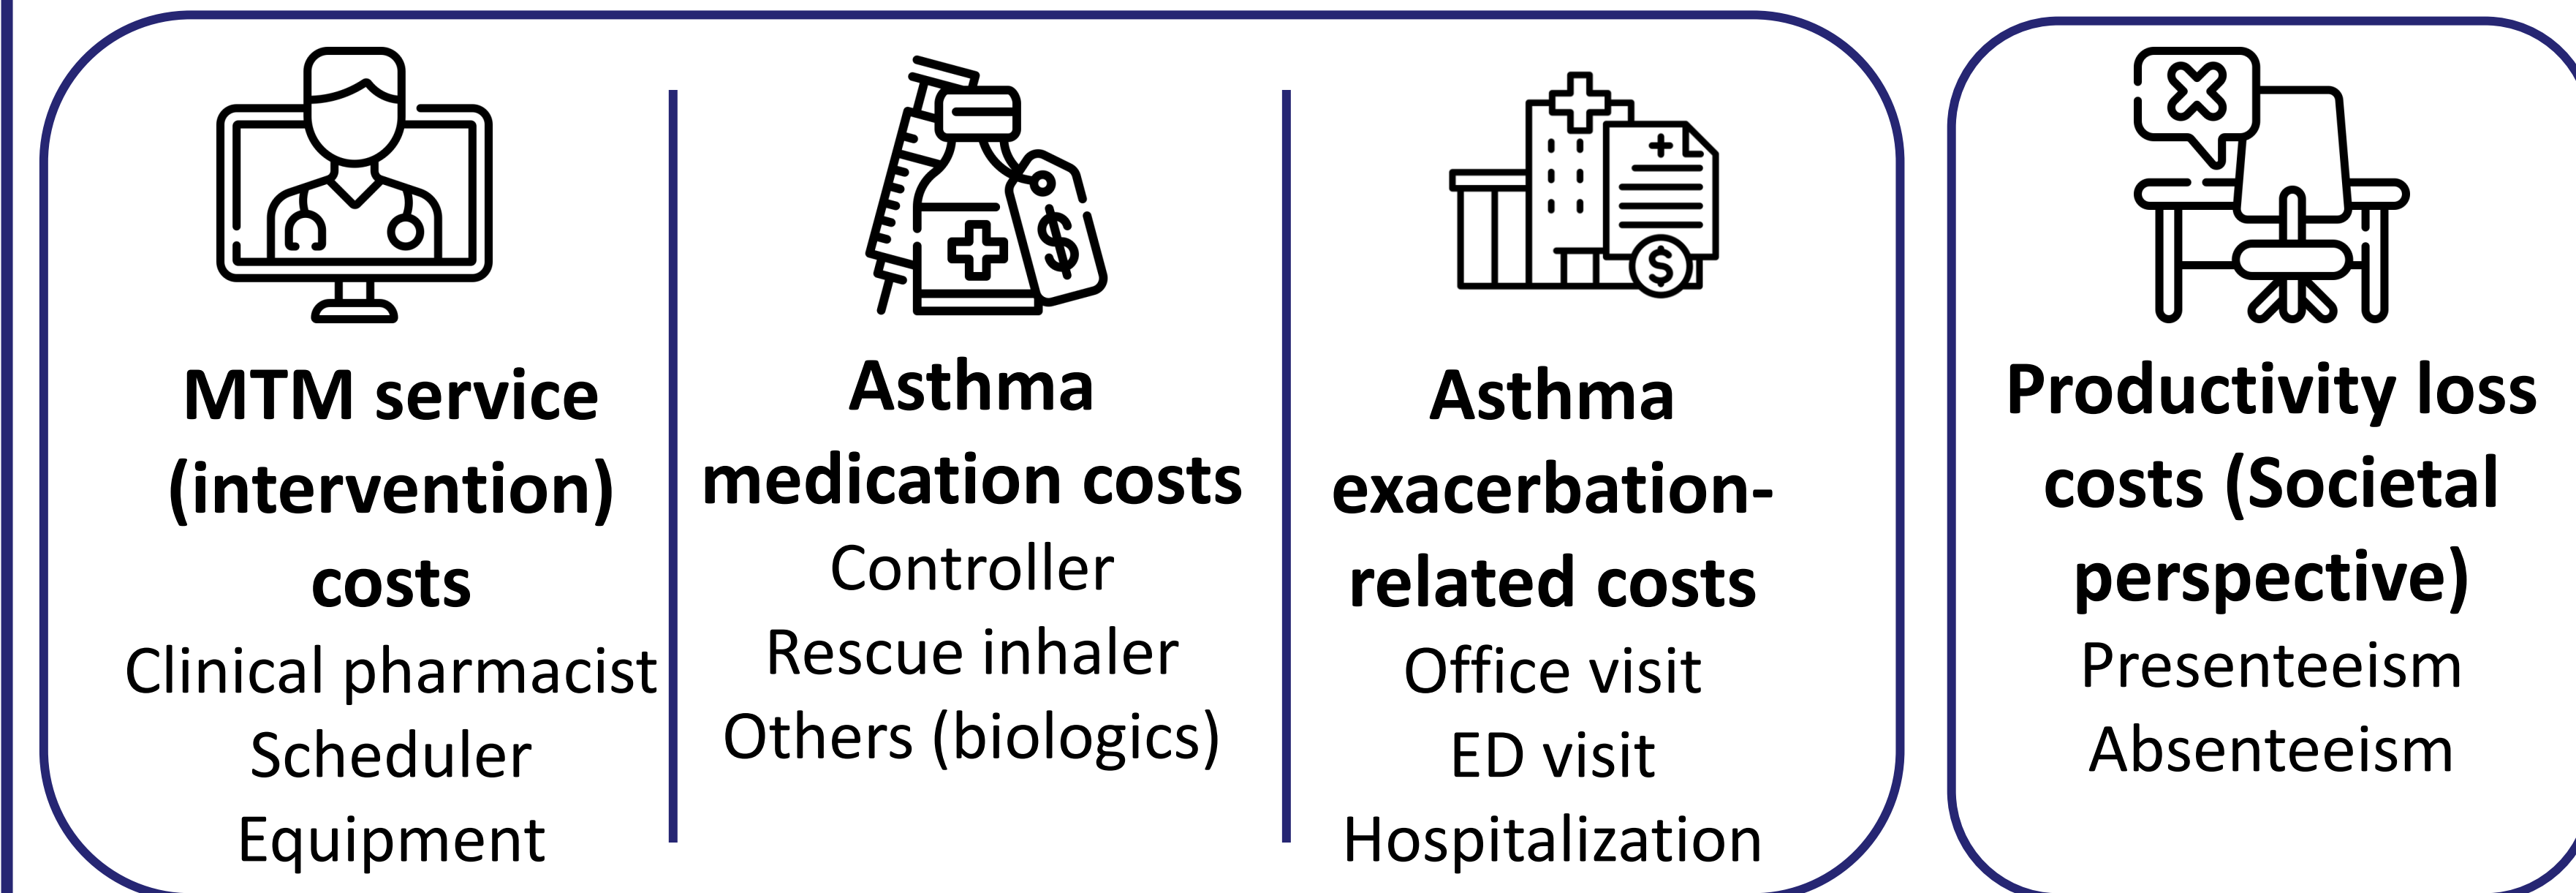 MTM service
(intervention)
costs
Clinical pharmacist
Scheduler
Equipment
Asthma
medication costs
Controller
Rescue inhaler
Others (biologics)
Asthma
exacerbation-
related costs
Office visit
ED visit
Hospitalization
Productivity loss
costs (Societal
perspective)
Presenteeism
Absenteeism